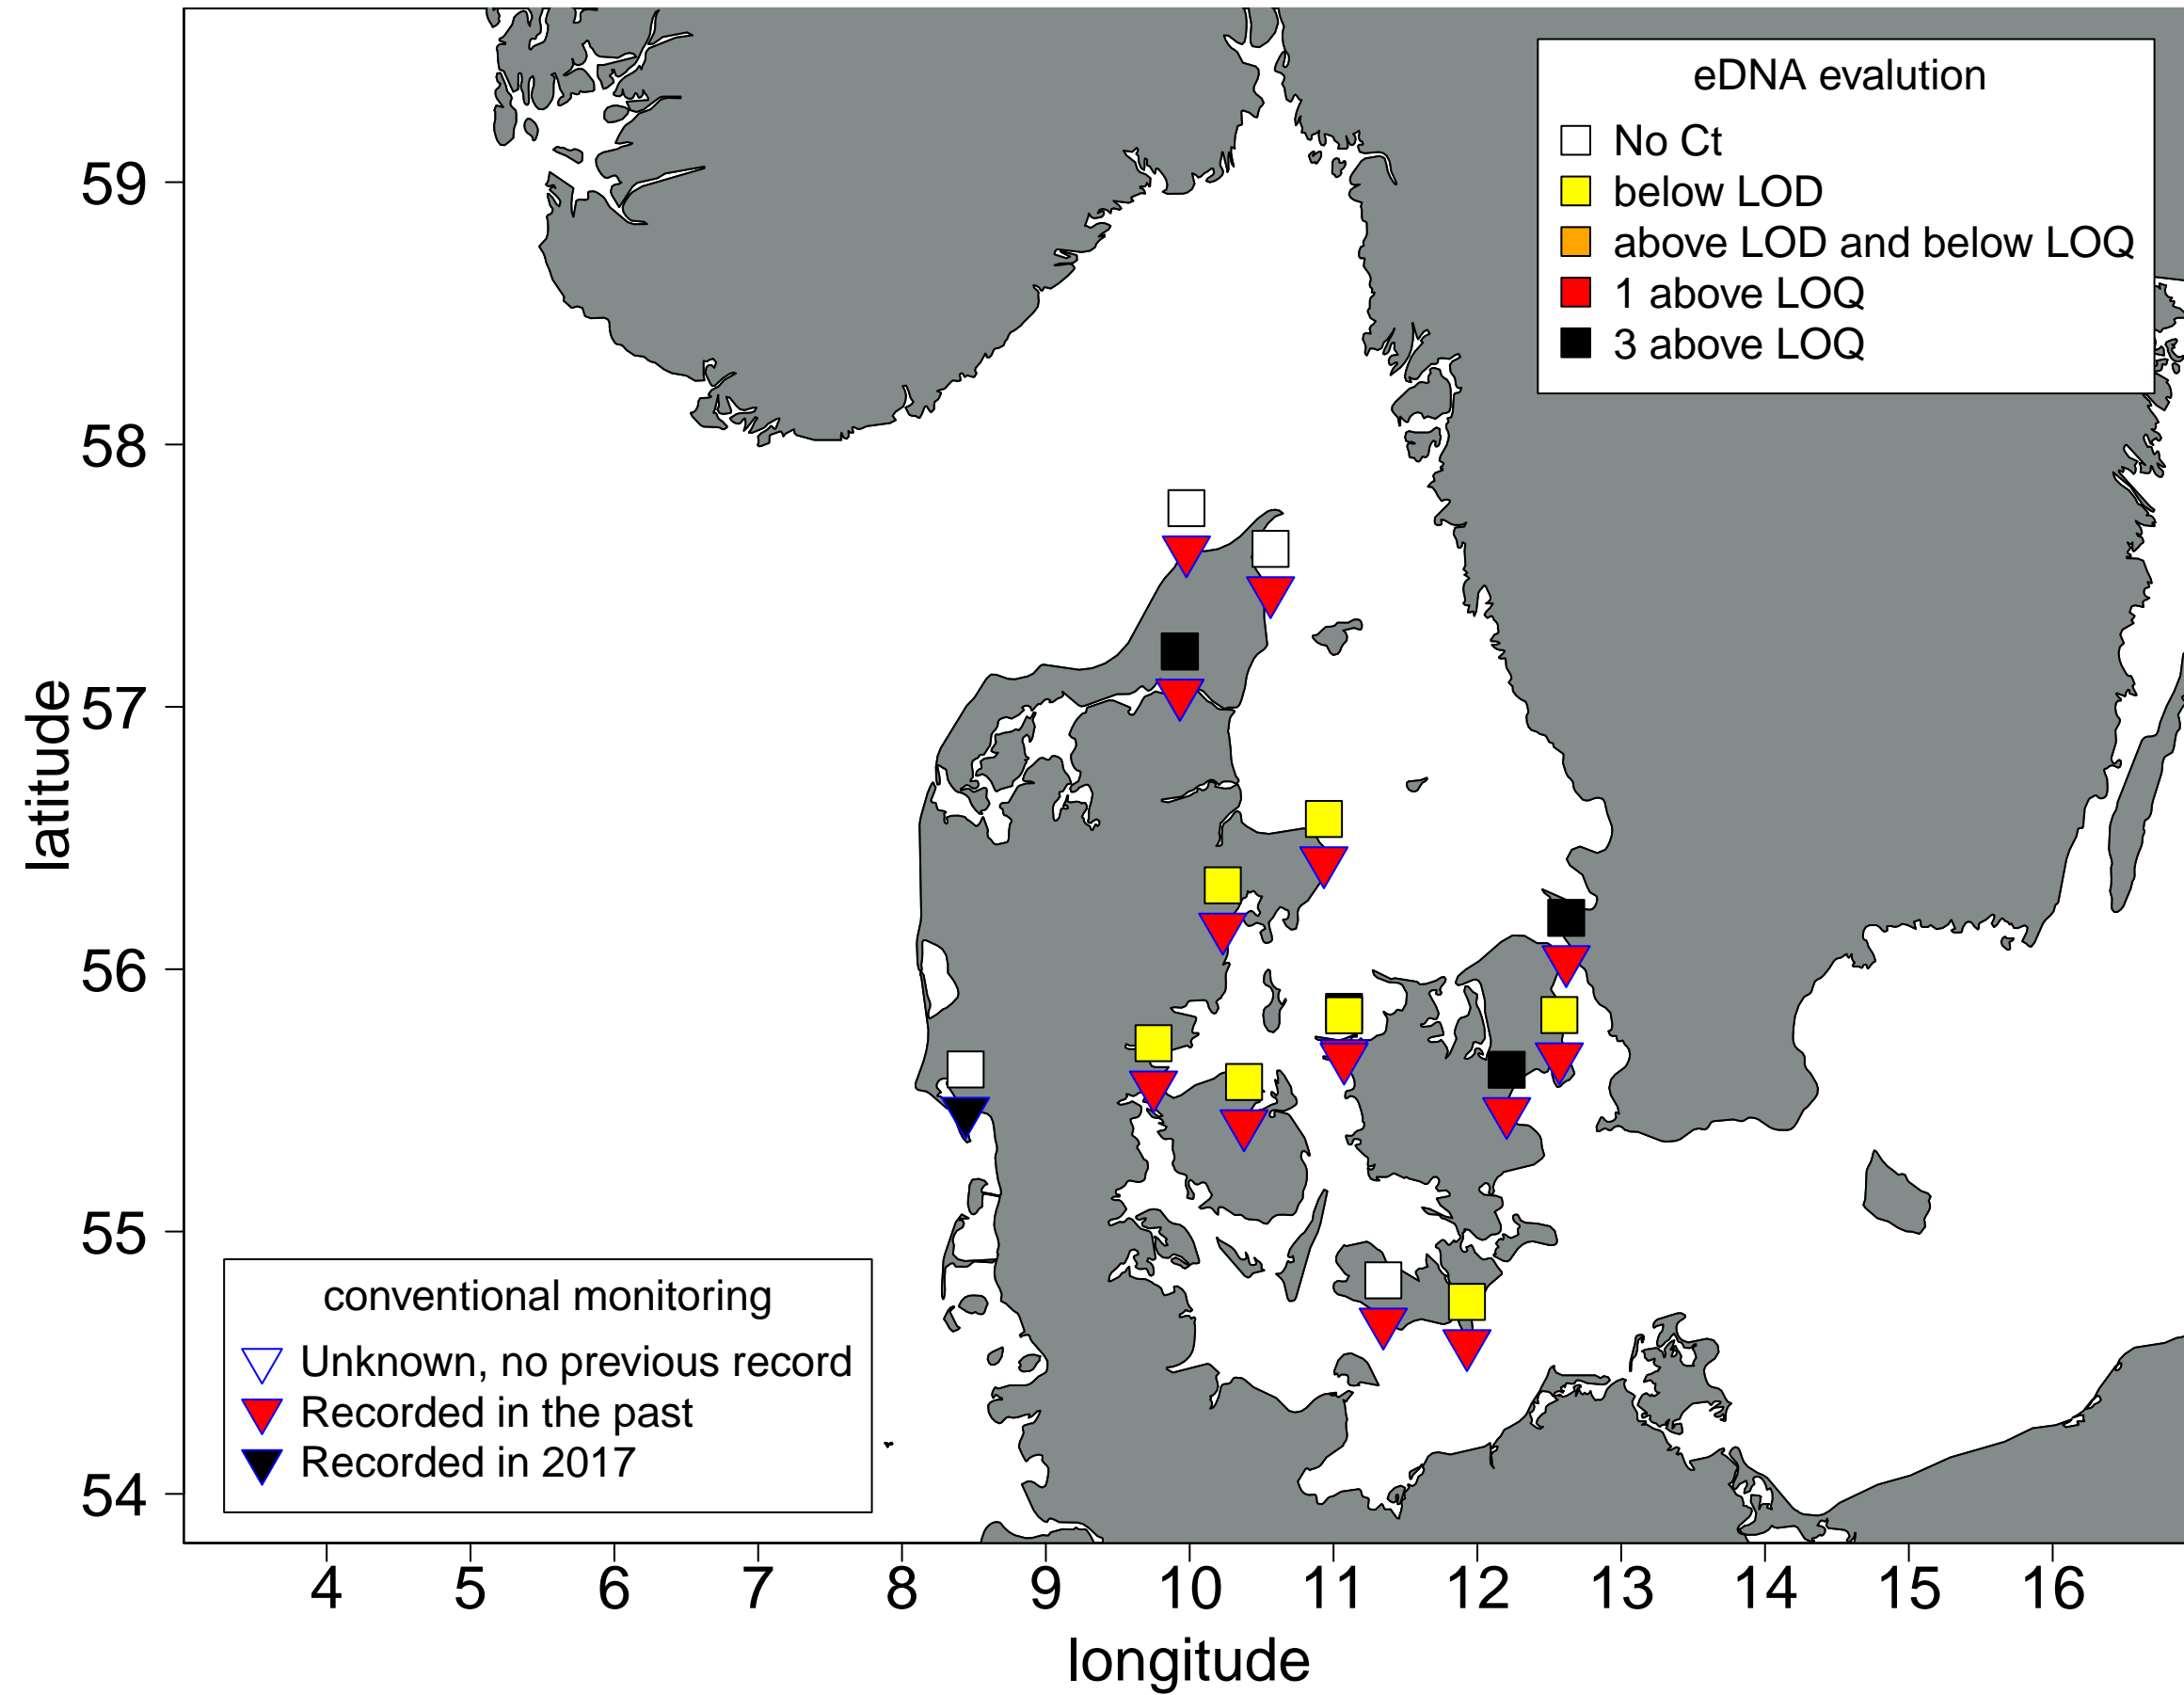 eDNA evalution
No Ct
below LOD
above LOD and below LOQ
1 above LOQ
3 above LOQ
59
58
57
56
55
54
latitude
conventional monitoring
Unknown, no previous record
Recorded in the past
Recorded in 2017
4 5 6 7 8 9 10 11 12 13 14 15 16
longitude